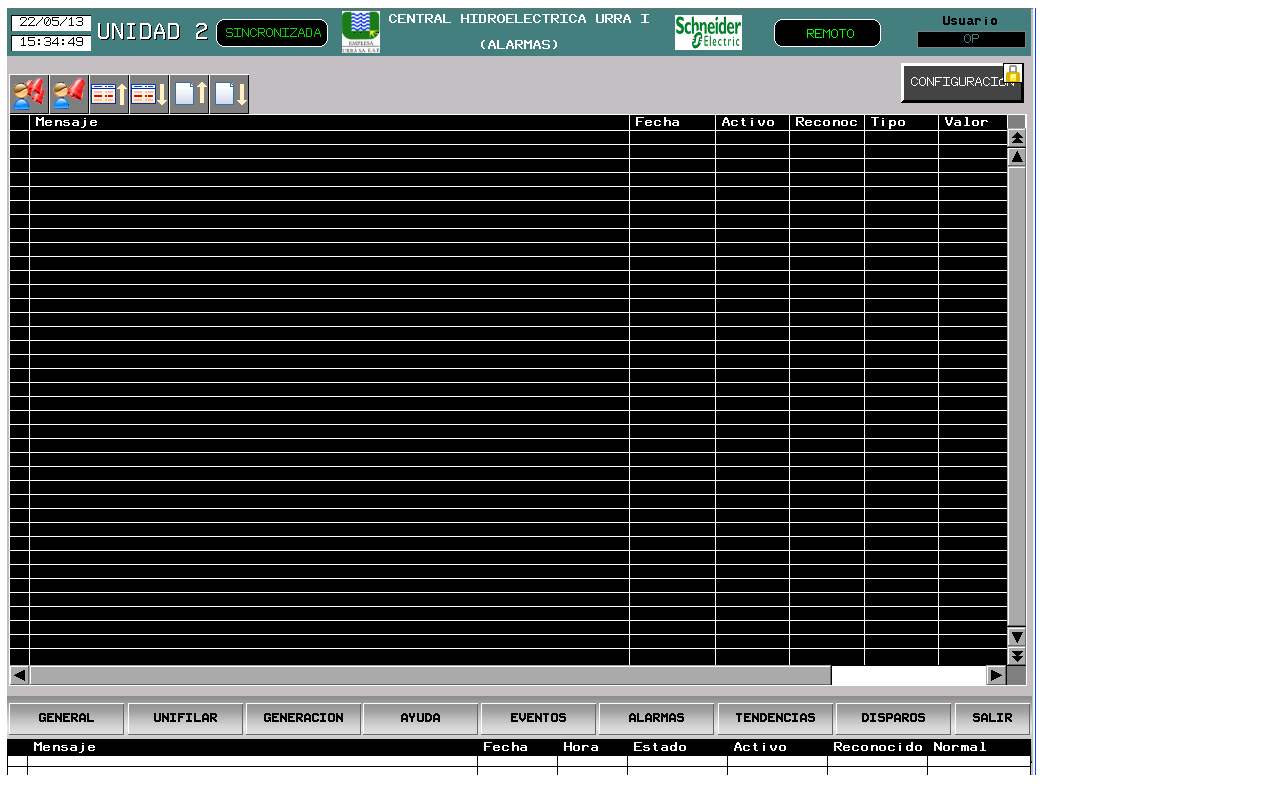 22/05/13
15:34:49
UNIDAD 2
SINCRONIZADA
EMPRESA
URRA S.A. E.S.P
CENTRAL HIDROELECTRICA URRA I
(ALARMAS)
Schneider
Electric
REMOTO
Usuario
OP
CONFIGURACION
Mensaje Fecha Activo Reconoc Tipo Valor
GENERAL UNIFILAR GENERACION AYUDA EVENTOS ALARMAS TENDENCIAS DISPAROS SALIR
Mensaje Fecha Hora Estado Activo Reconocido Normal